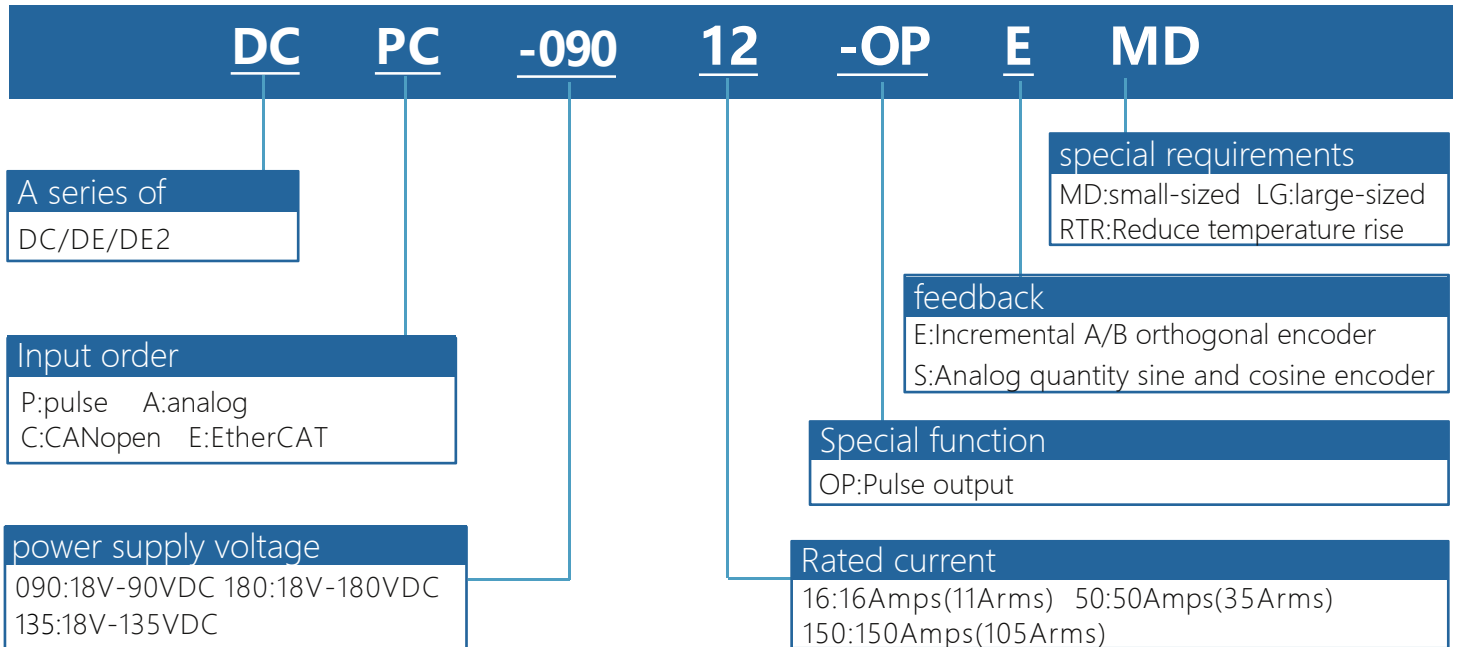 DC PC -090 12 -OP E MD
special requirements
MD:small-sized LG:large-sized
RTR:Reduce temperature rise
A series of
DC/DE/DE2
feedback
E:Incremental A/B orthogonal encoder
S:Analog quantity sine and cosine encoder
Input order
P:pulse A:analog
C:CANopen E:EtherCAT
Special function
OP:Pulse output
power supply voltage
090:18V-90VDC 180:18V-180VDC
135:18V-135VDC
Rated current
16:16Amps(11Arms) 50:50Amps(35Arms)
150:150Amps(105Arms)